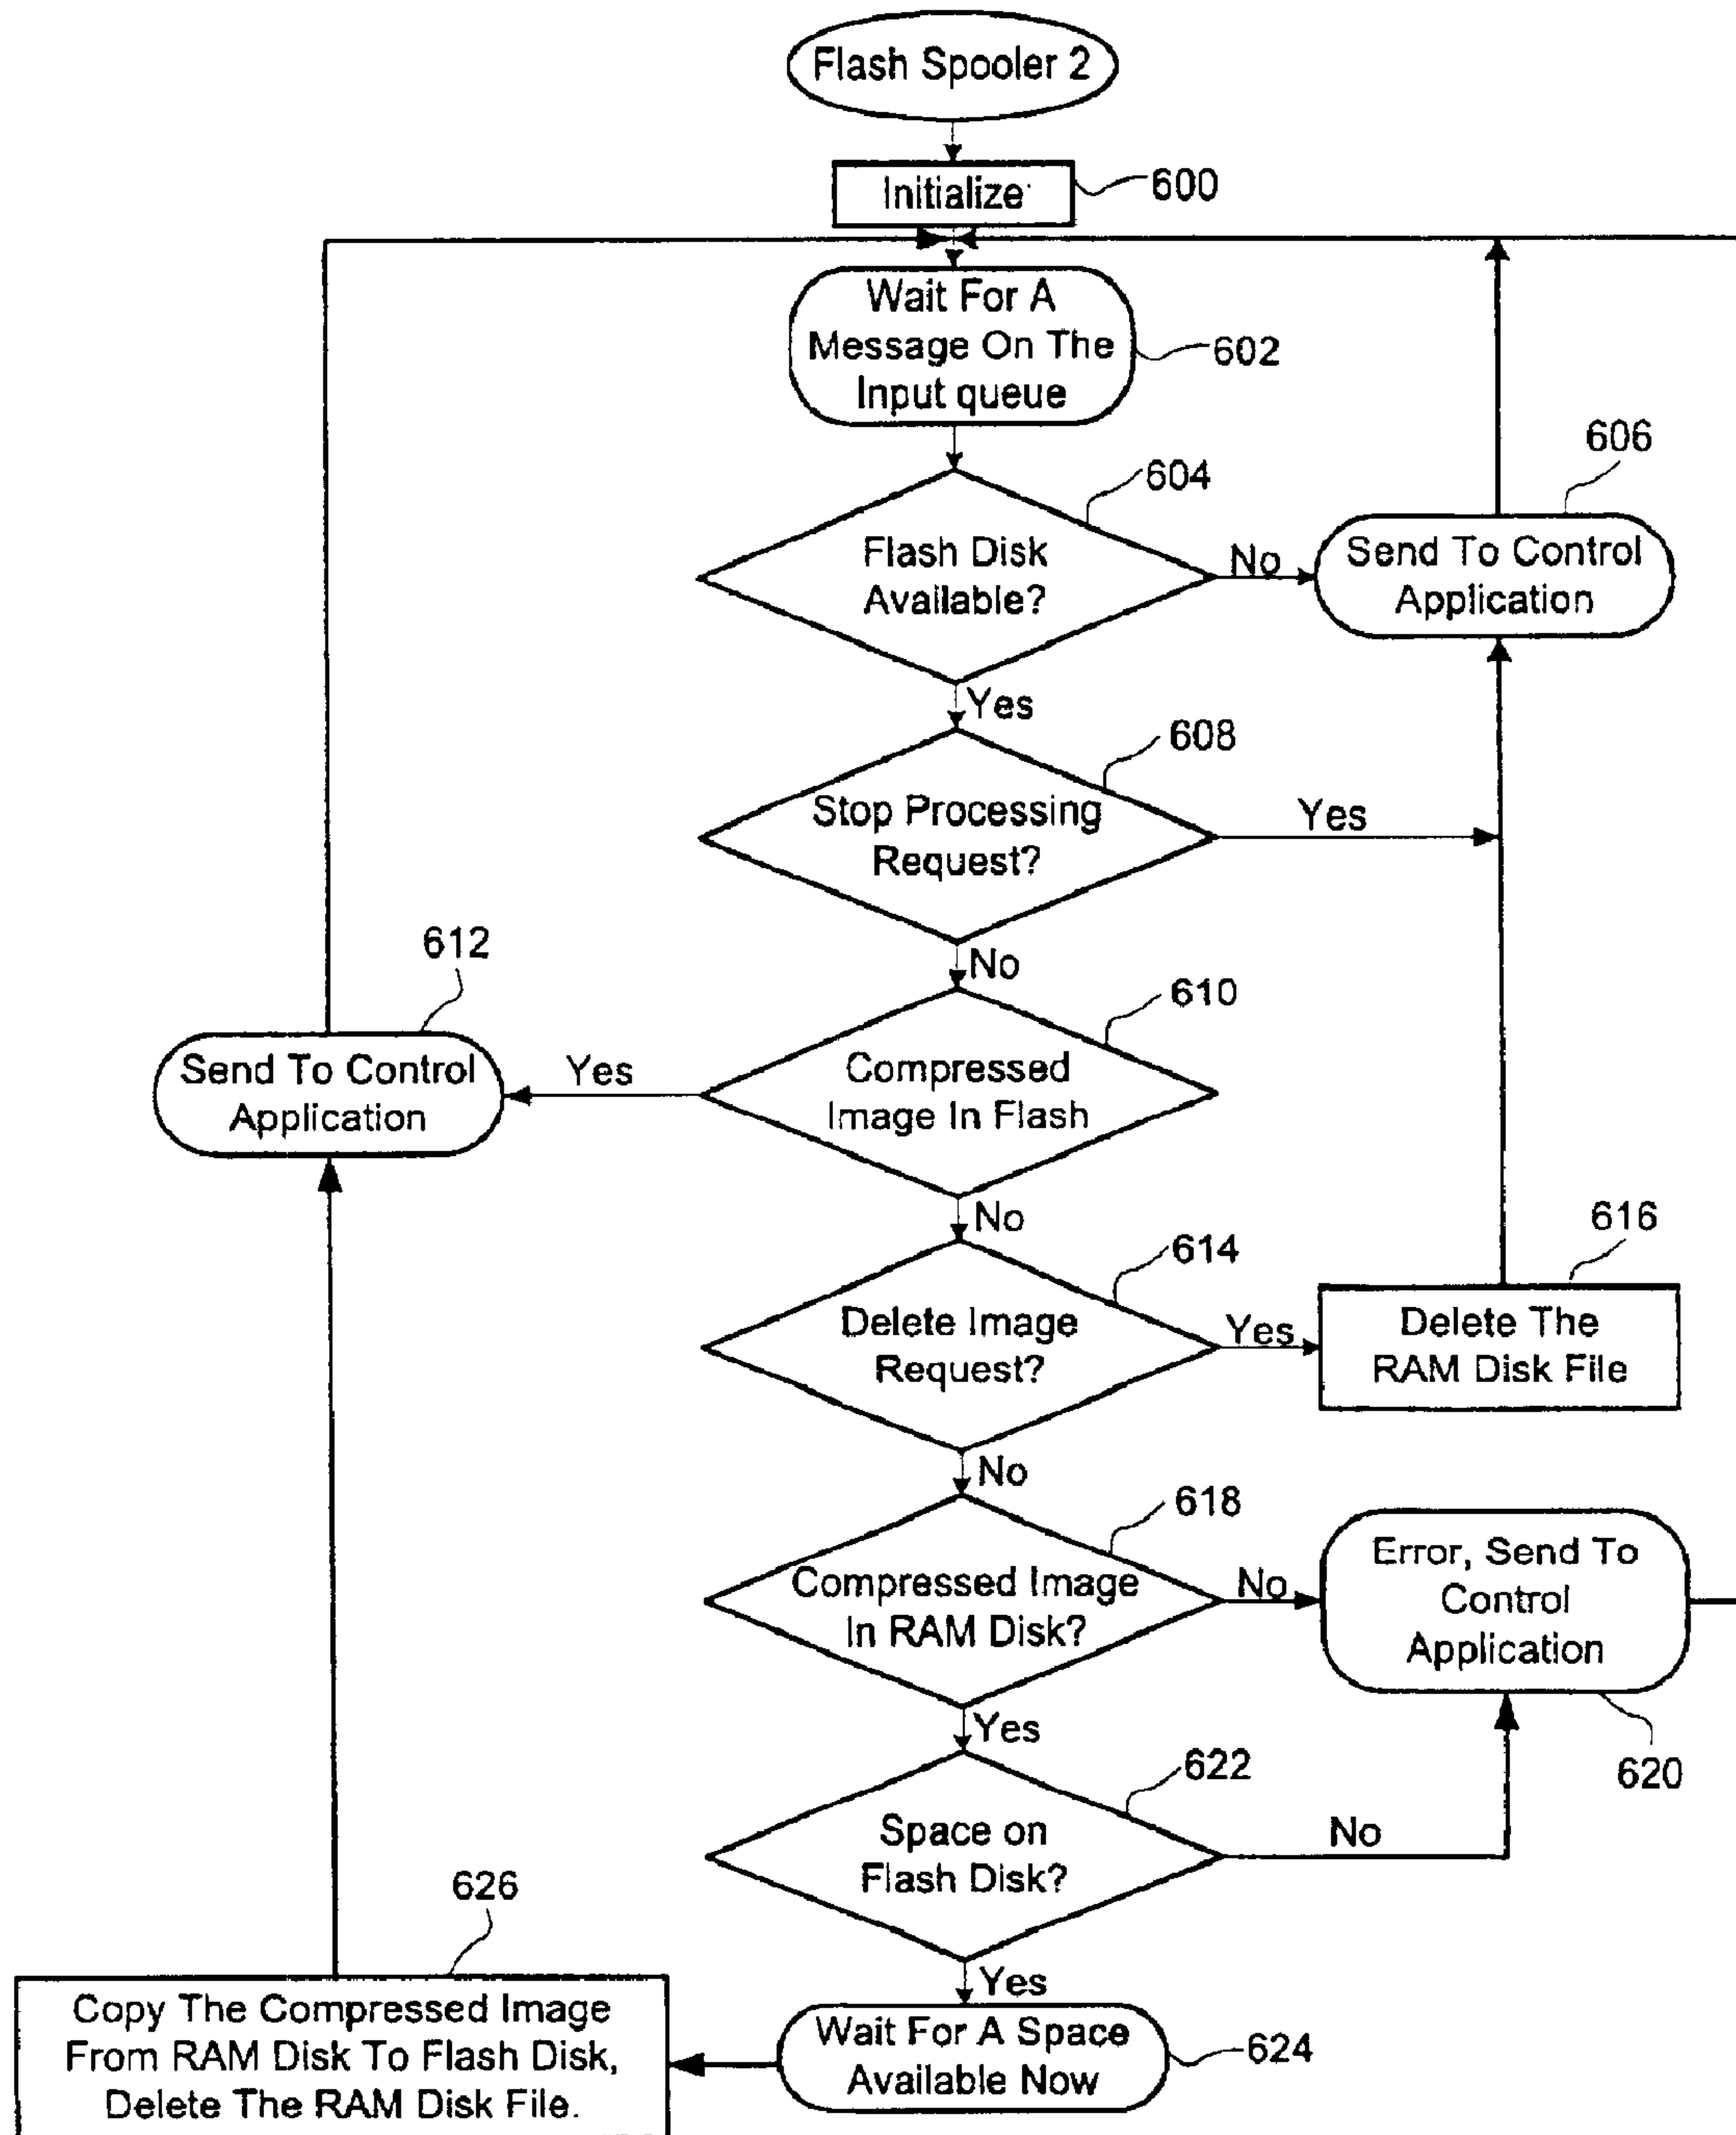 Flash Spooler 2
Initialize
600
Wait For A
Message On The
Input queue
602
604
606
Flash Disk
Available?
No
Send To Control
Application
Yes
608
Stop Processing
Request?
Yes
No
612
610
Send To Control
Application
Yes
Compressed
Image In Flash
No
614
616
Delete Image
Request?
Yes
Delete The
RAM Disk File
No
618
Compressed Image
In RAM Disk?
No
Error, Send To
Control
Application
Yes
622
620
Space on
Flash Disk?
No
626
Yes
Copy The Compressed Image
From RAM Disk To Flash Disk,
Delete The RAM Disk File.
Wait For A Space
Available Now
624